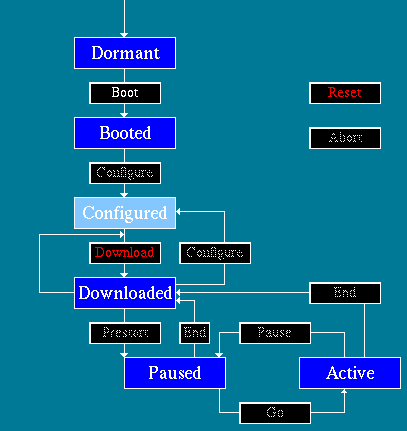 Dormant
Boot
Reset
Booted
Abort
Configure
Configured
Download
Configure
Downloaded
End
Prestart
End
Pause
Paused
Active
Go